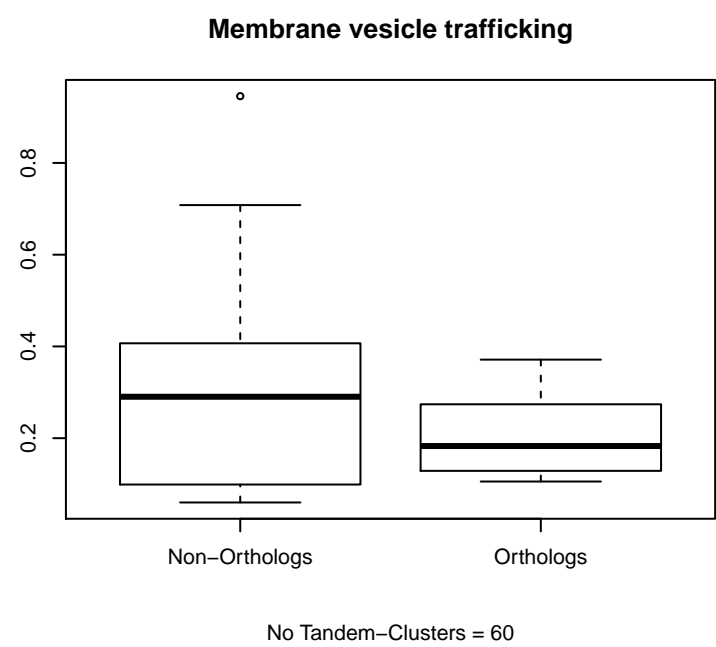 Membrane vesicle trafficking
0.8
0.6
0.4
0.2
Non−Orthologs Orthologs
No Tandem−Clusters = 60